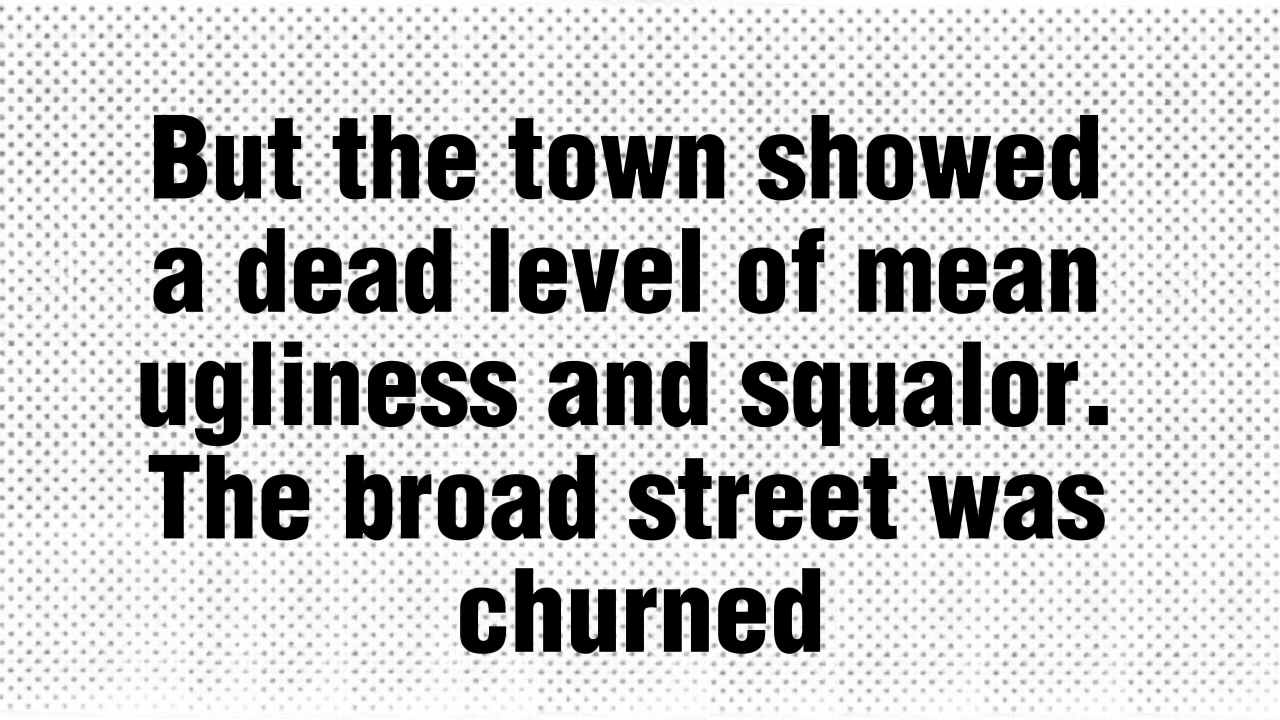 But the town showed
a dead level of mean
ugliness and squalor.
The broad street was
churned